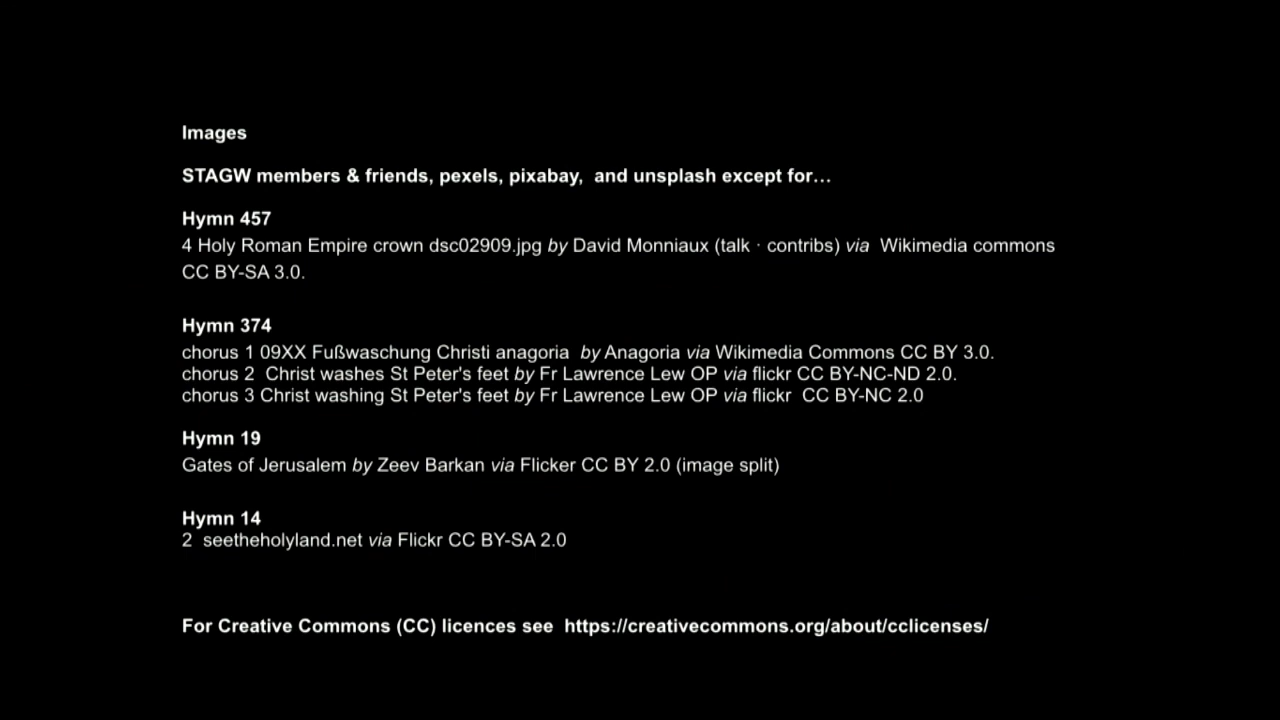 Images
STAGW members & friends, pexels, pixabay,  and unsplash except for…
Hymn 457
4 Holy Roman Empire crown dsc02909.jpg by David Monniaux (talk · contribs) via  Wikimedia commons
CC BY-SA 3.0.
Hymn 374
chorus 1 09XX Fußwaschung Christi anagoria  by Anagoria via Wikimedia Commons CC BY 3.0.
chorus 2  Christ washes St Peter's feet by Fr Lawrence Lew OP via flickr CC BY-NC-ND 2.0.
chorus 3 Christ washing St Peter's feet by Fr Lawrence Lew OP via flickr  CC BY-NC 2.0
Hymn 19
Gates of Jerusalem by Zeev Barkan via Flicker CC BY 2.0 (image split)
Hymn 14
2  seetheholyland.net via Flickr CC BY-SA 2.0
For Creative Commons (CC) licences see  https://creativecommons.org/about/cclicenses/